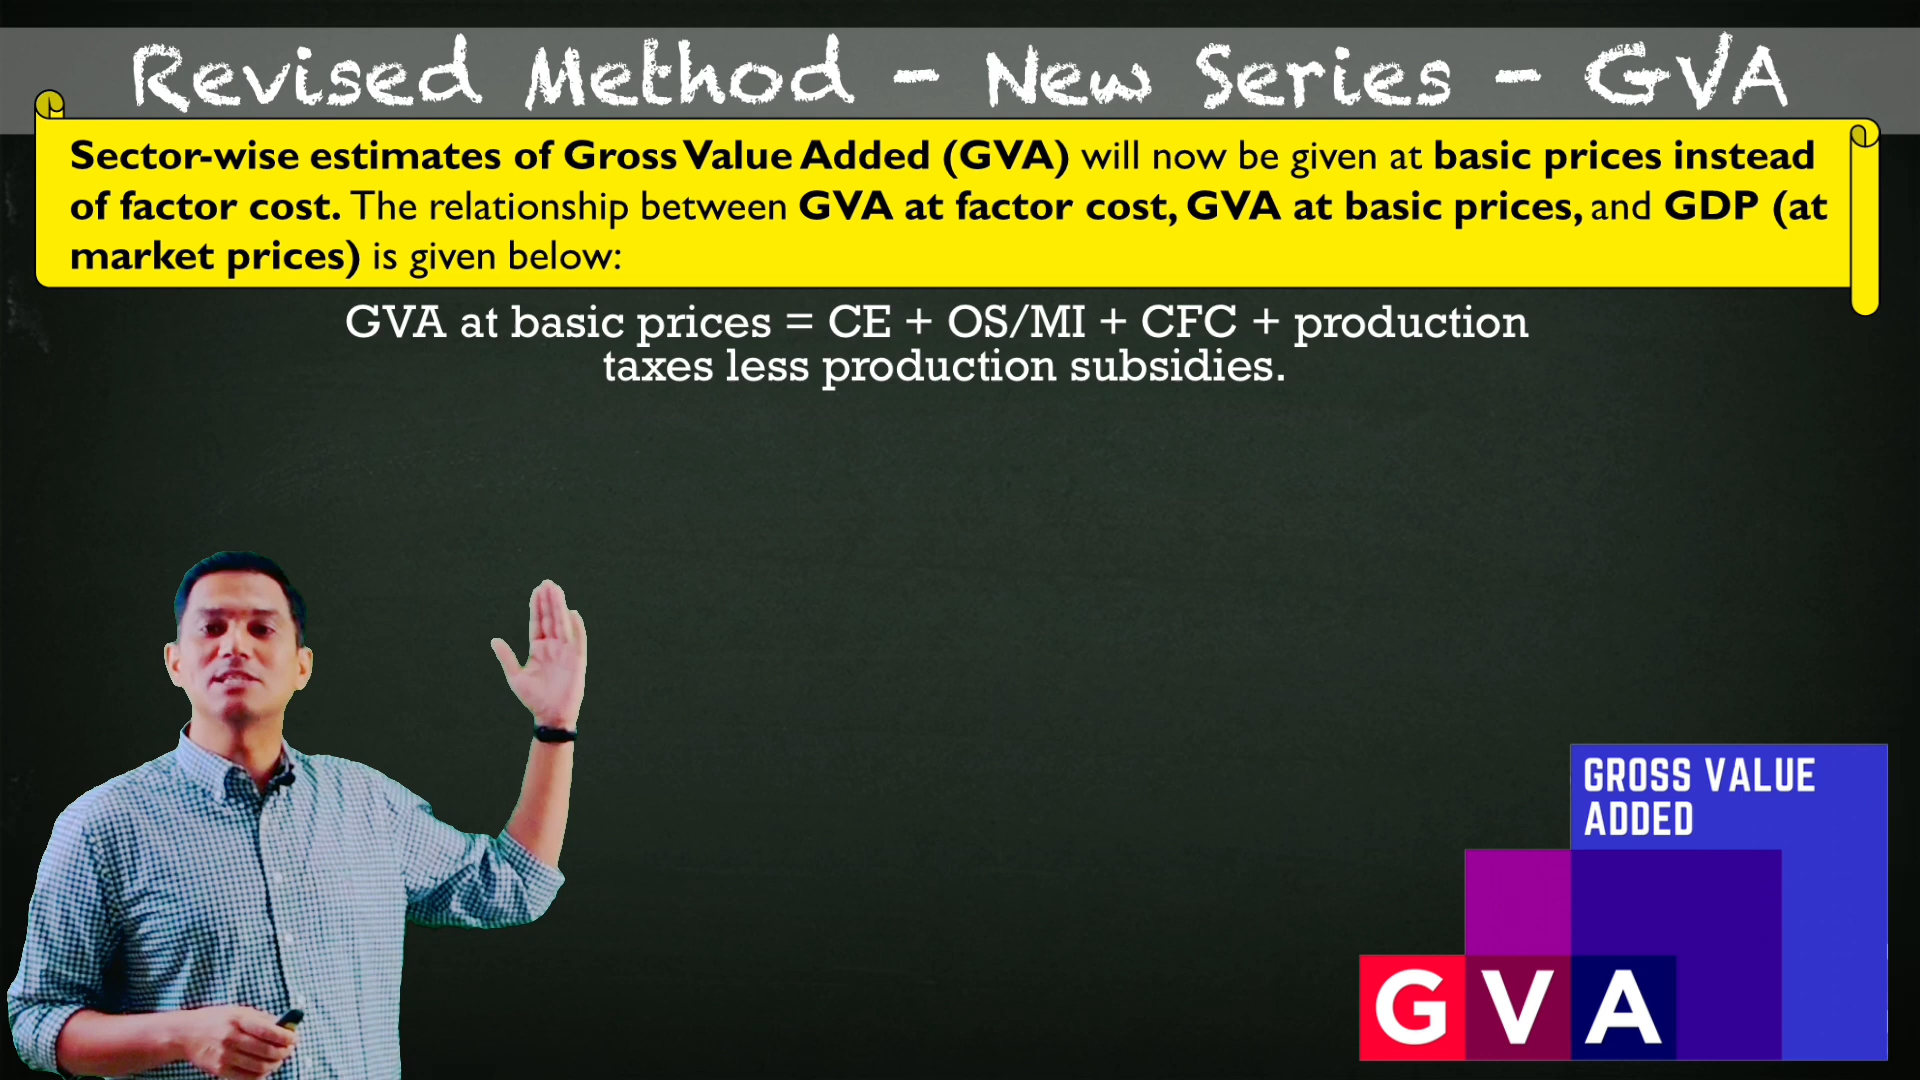 Revised Method - New Series - GVA
Sector-wise estimates of Gross Value Added (GVA) will now be given at basic prices instead
of factor cost. The relationship between GVA at factor cost, GVA at basic prices, and GDP (at
market prices) is given below:
GVA at basic prices = CE + OS/MI + CFC + production
taxes less production subsidies.
GROSS VALUE
ADDED
GVA